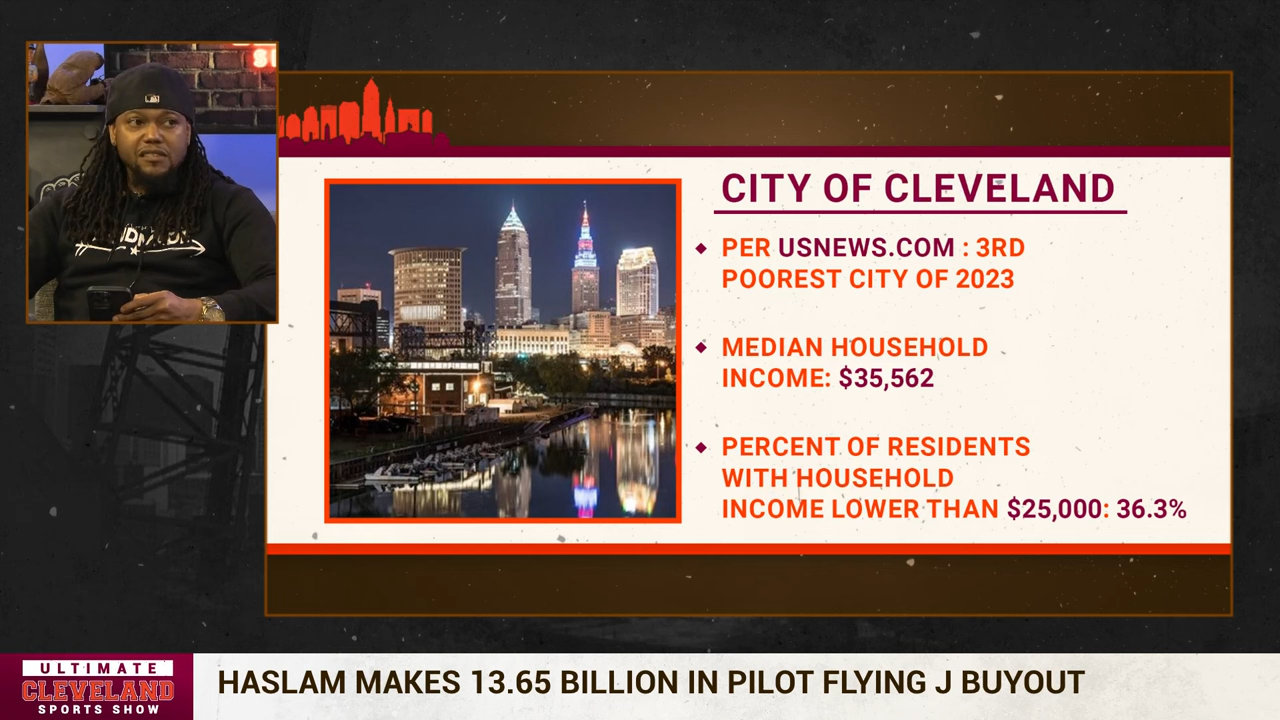 CITY OF CLEVELAND
PER USNEWS.COM : 3RD
POOREST CITY OF 2023
MEDIAN HOUSEHOLD
INCOME: $35,562
PERCENT OF RESIDENTS
WITH HOUSEHOLD
INCOME LOWER THAN $25,000: 36.3%
ULTIMATE
CLEVELAND
SPORTS SHOW
HASLAM MAKES 13.65 BILLION IN PILOT FLYING J BUYOUT